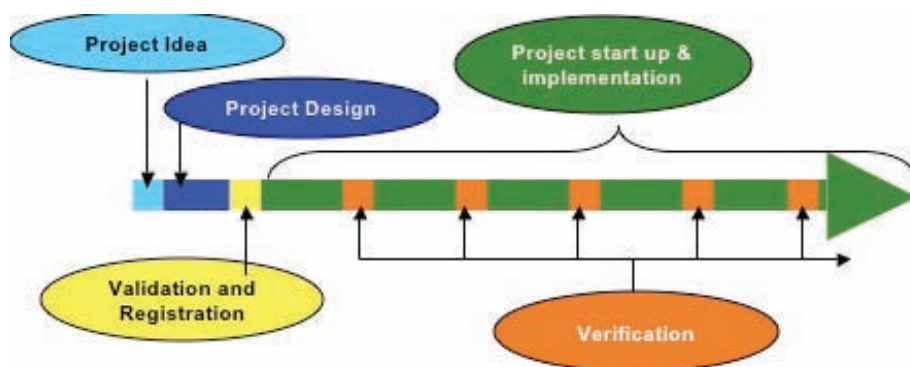 Project Idea
Project start up &
implementation
Project Design
Validation and
Registration
Verification